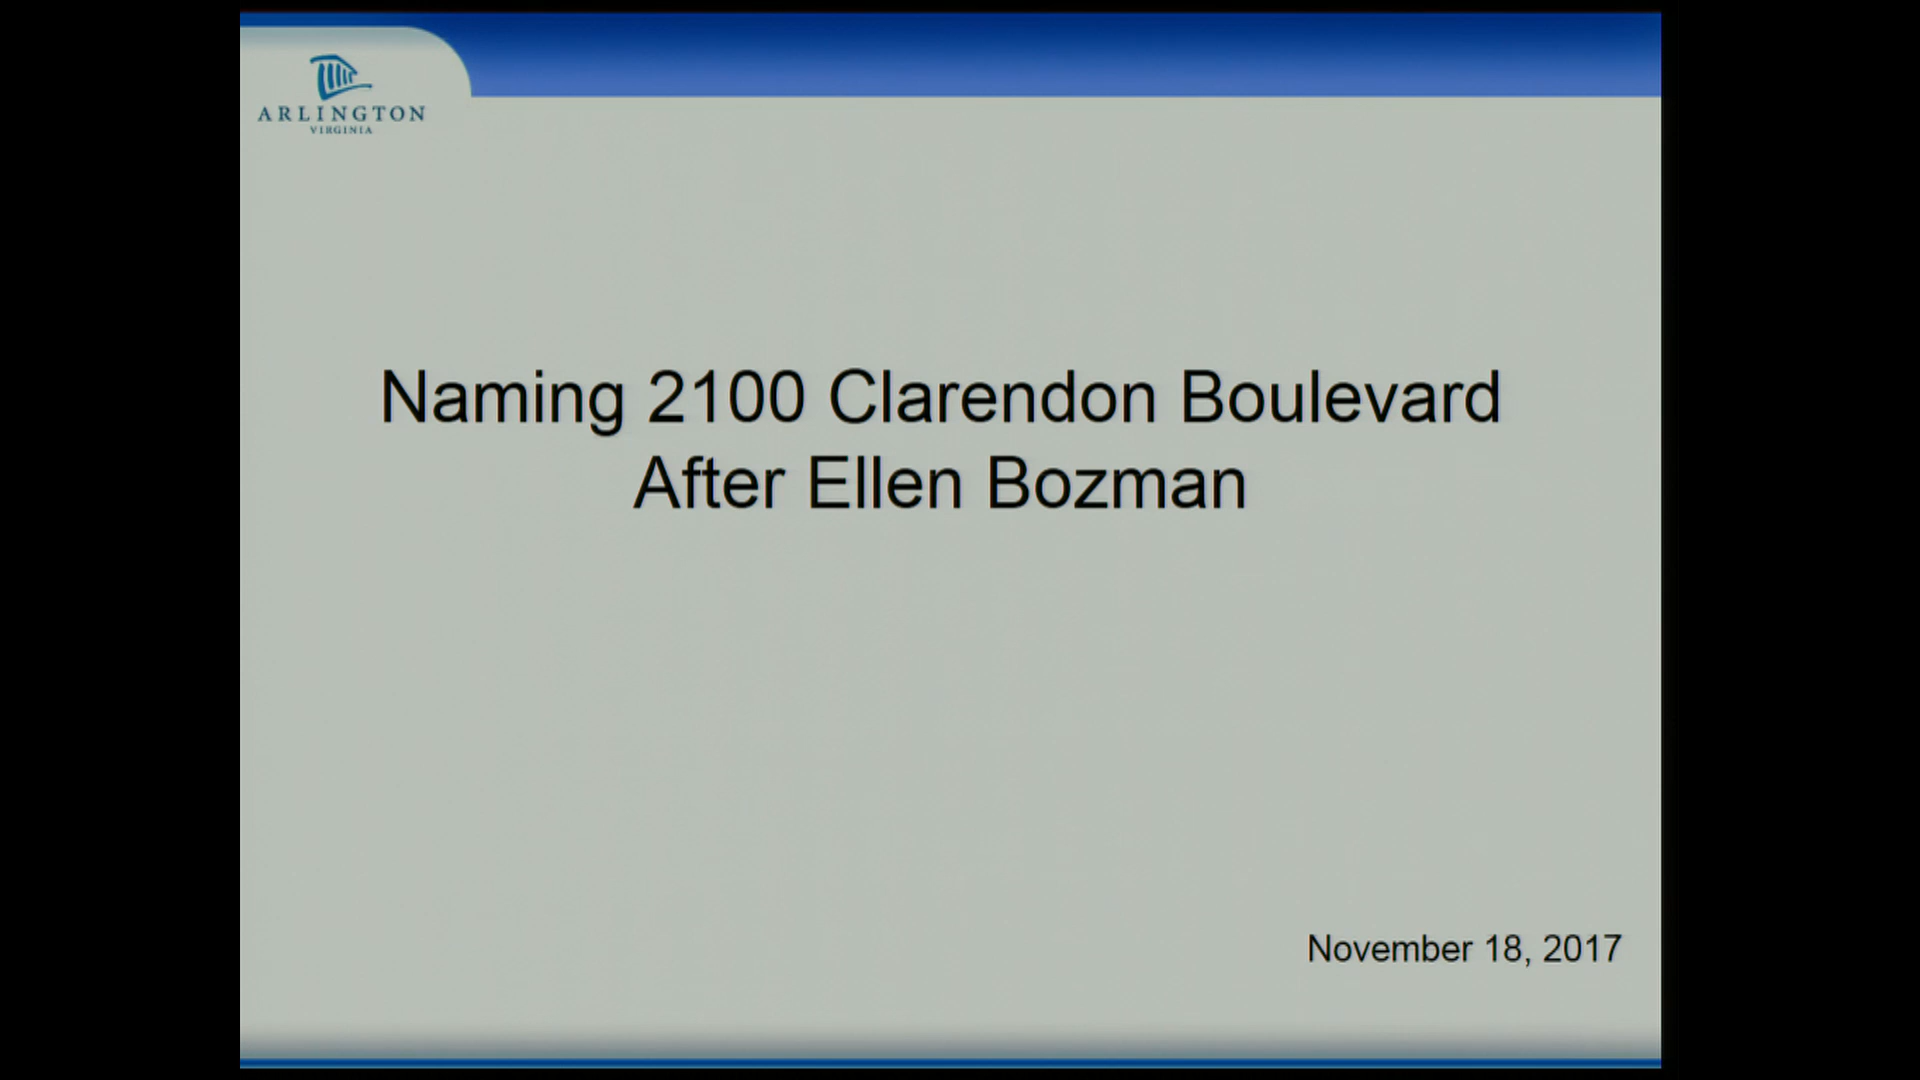 ARLINGTON
VIRGINIA
Naming 2100 Clarendon Boulevard
After Ellen Bozman
November 18, 2017